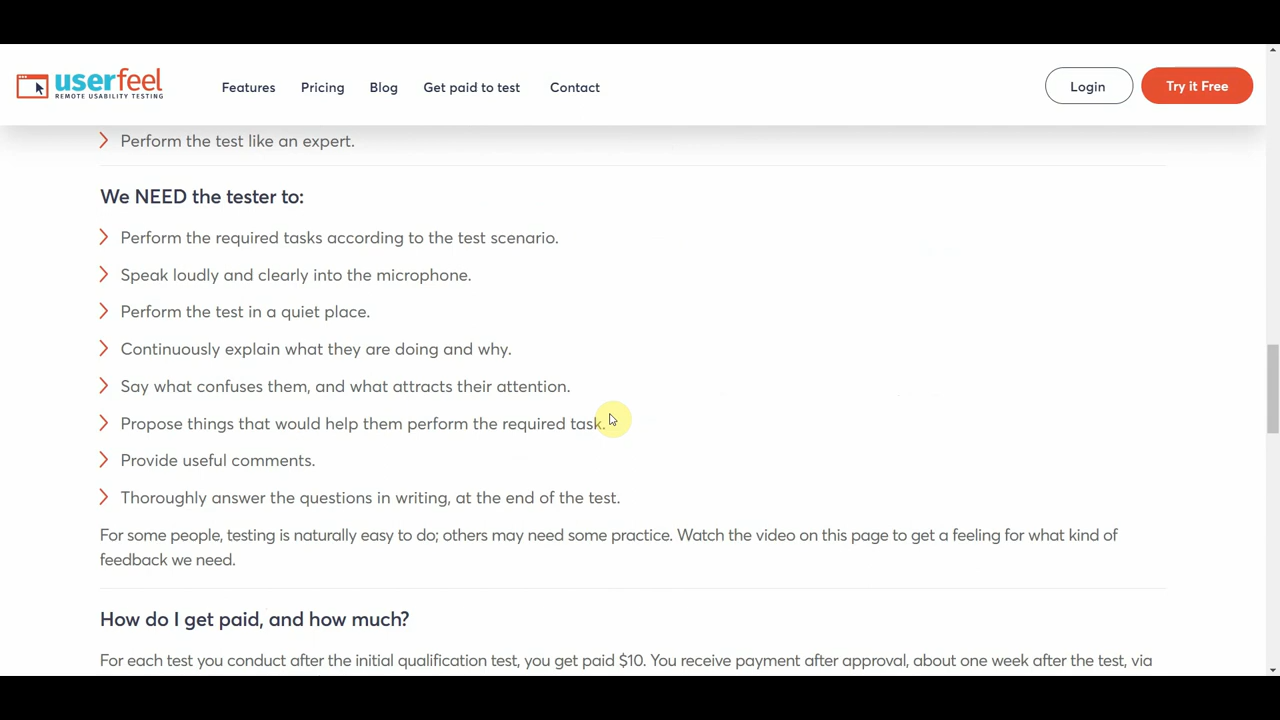 userfeel
REMOTE USABILITY TESTING
Features
Pricing
Blog
Get paid to test
Contact
Login
Try it Free
Perform the test like an expert.
We NEED the tester to:
Perform the required tasks according to the test scenario.
Speak loudly and clearly into the microphone.
Perform the test in a quiet place.
Continuously explain what they are doing and why.
Say what confuses them, and what attracts their attention.
Propose things that would help them perform the required task.
Provide useful comments.
Thoroughly answer the questions in writing, at the end of the test.
For some people, testing is naturally easy to do; others may need some practice. Watch the video on this page to get a feeling for what kind of
feedback we need.
How do I get paid, and how much?
For each test you conduct after the initial qualification test, you get paid $10. You receive payment after approval, about one week after the test, via